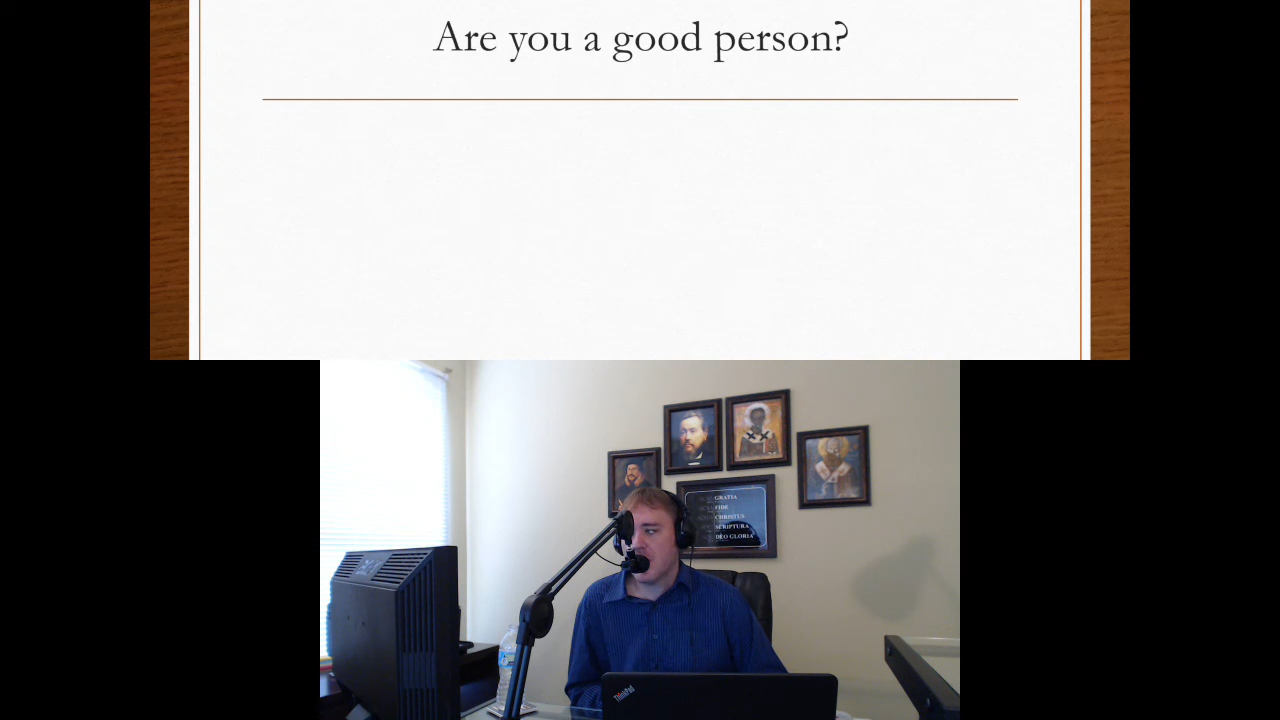 Are you a good person?
GRATIA
FIDE
CHRISTUS
SCRIPTURA
DEO GLORIA
ThinkPad